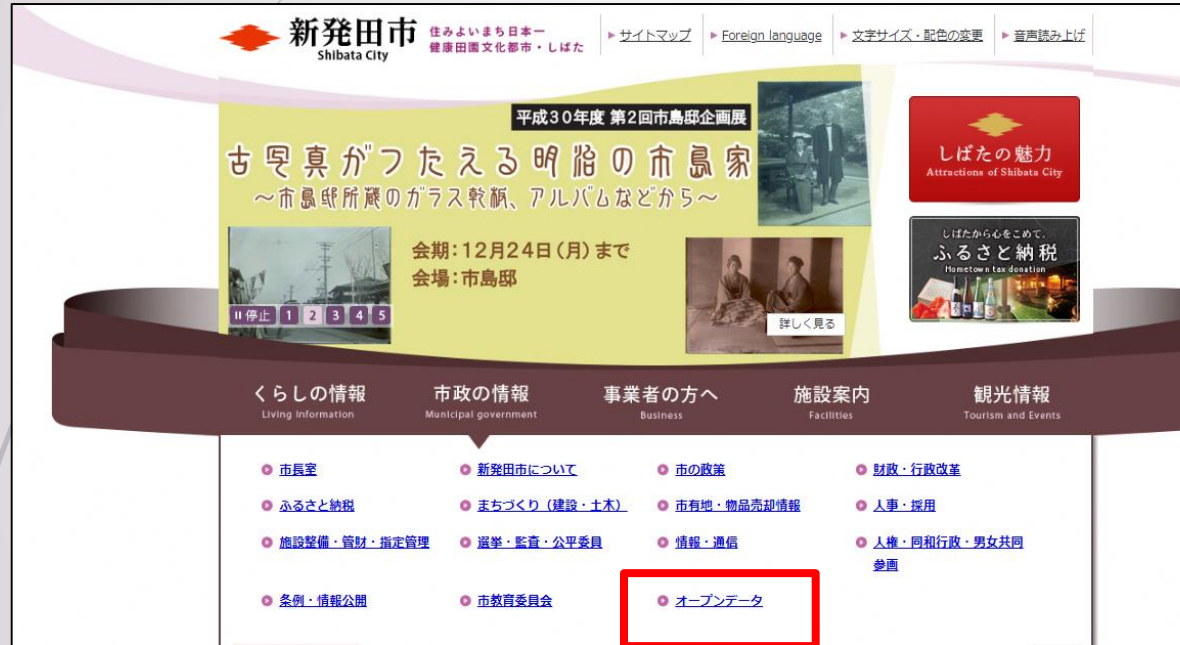 新発田市
Shibata City
住みよいまち日本一
健康田園文化都市・しばた
サイトマップ
Foreign language
文字サイズ・配色の変更
音声読み上げ
平成30年度 第2回市島邸企画展
古写真がつたえる明治の市島家
～市島邸所蔵のガラス乾板、アルバムなどから～
会期:12月24日(月)まで
会場:市島邸
停止 1 2 3 4 5
詳しく見る
しばたの魅力
Attractions of Shibata City
しばたから心をこめて。
ふるさと納税
Hometown tax donation
くらしの情報 市政の情報 事業者の方へ 施設案内 観光情報
Living Information Municipal government Business Facilities Tourism and Events
市長室 新発田市について 市の政策 財政・行政改革
ふるさと納税 まちづくり（建設・土木） 市有地・物品売却情報 人事・採用
施設整備・管財・指定管理 選挙・監査・公平委員 情報・通信 人権・同和行政・男女共同
参画
条例・情報公開 市教育委員会 オープンデータ